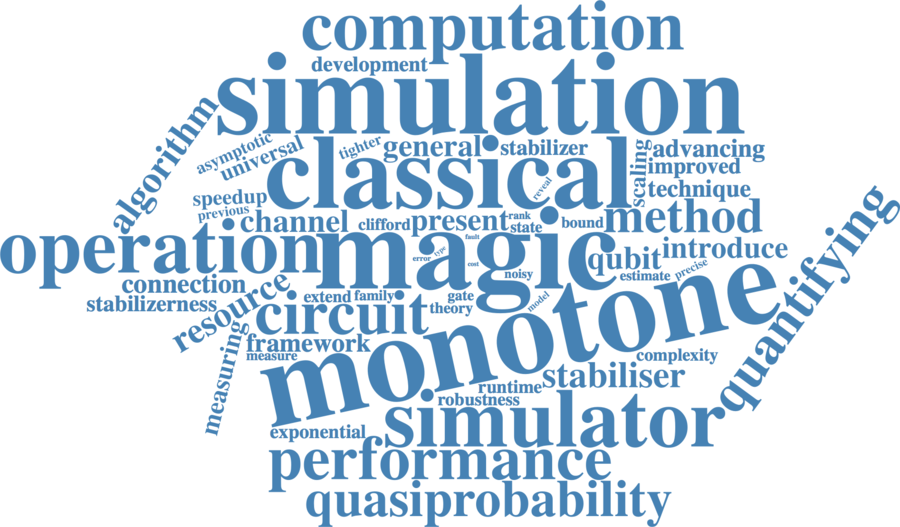 computation
development
simulation
algorithm
asymptotic
universal
tighter
general
stabilizer
scaling
advancing
improved
technique
classical
reveal
speedup
previous
channel
clifford
present
rank
state
bound
method
operation
magic
fault
type
error
cost
noisy
qubit
introduce
estimate
precise
quantifying
connection
stabilizerness
resource
extend
family
gate
theory
model
circuit
monotone
measuring
framework
measure
complexity
runtime
stabiliser
robustness
exponential
simulator
performance
quasiprobability